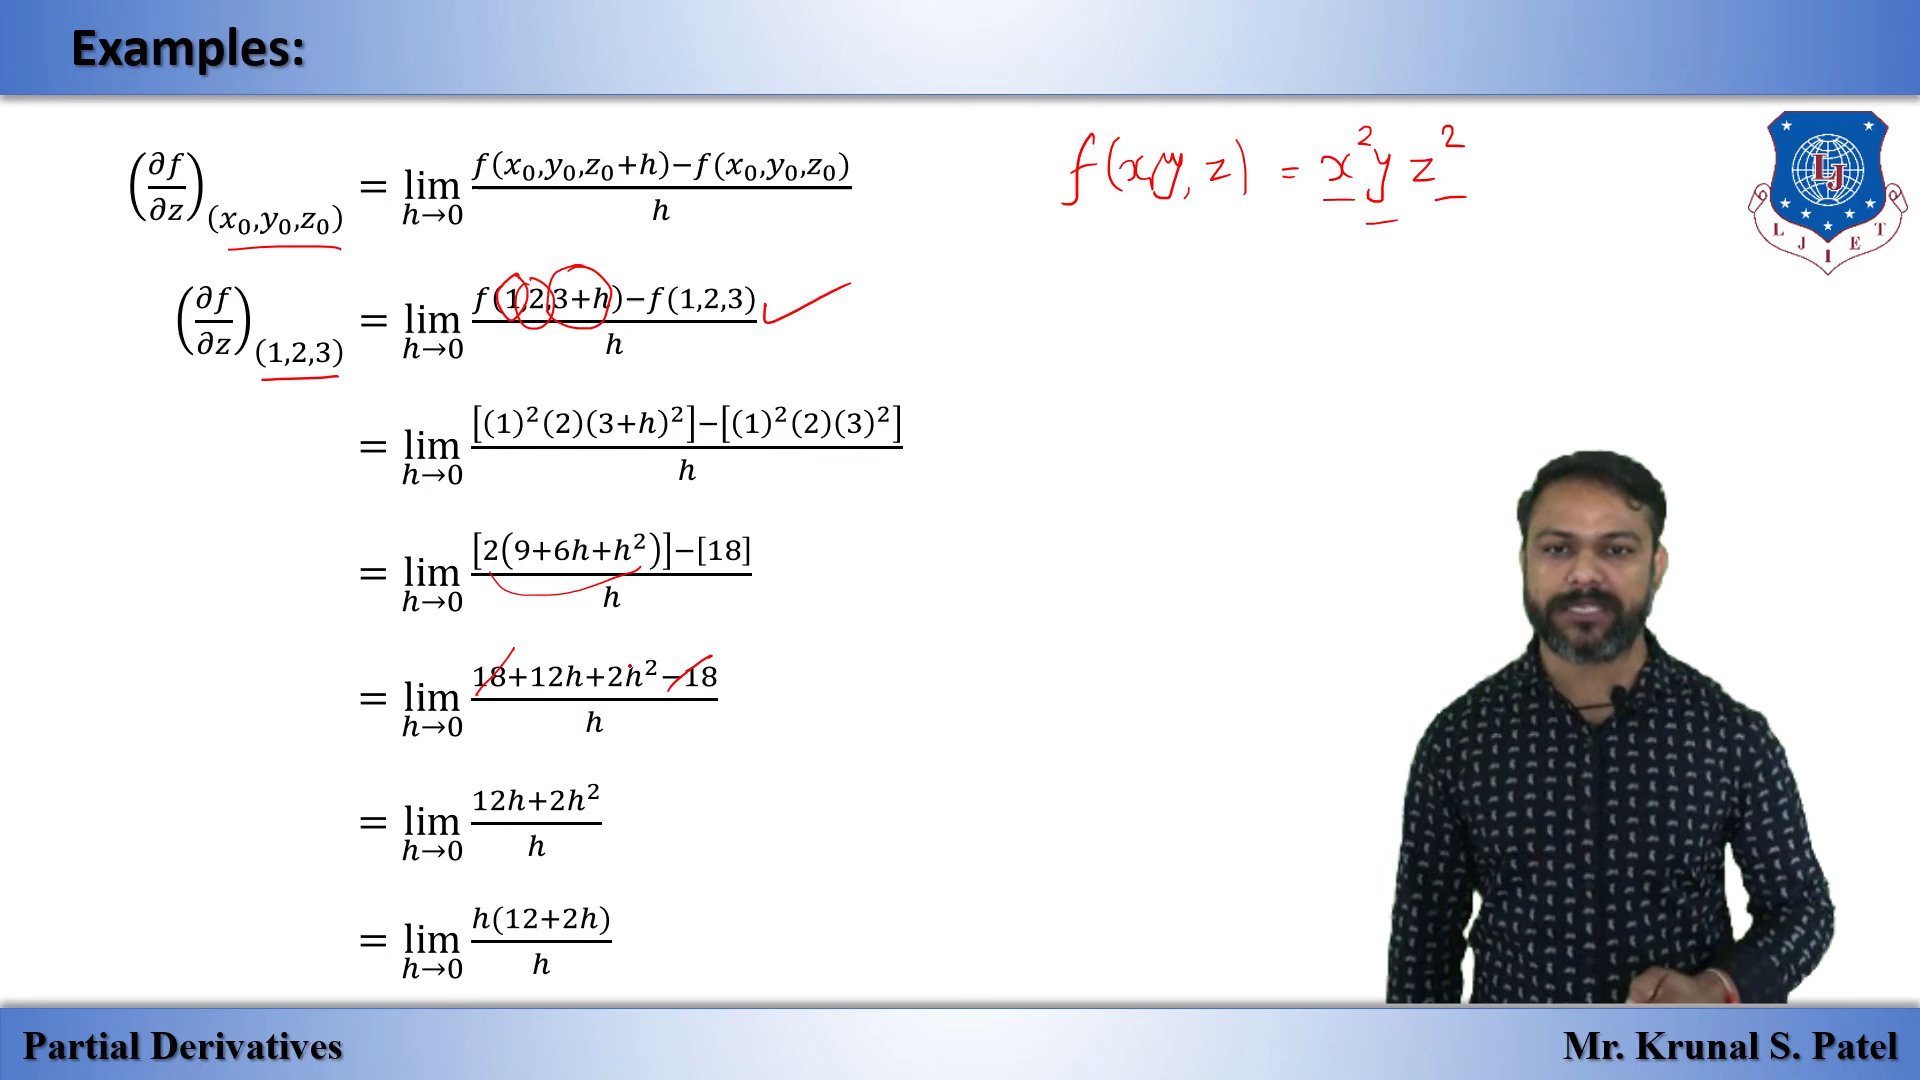 Examples:
(∂f/∂z)(x₀,y₀,z₀) = lim h→0 f(x₀,y₀,z₀+h)−f(x₀,y₀,z₀) / h
f(x,y,z) = x²yz²
L J I E T
LJ
(∂f/∂z)(1,2,3) = lim h→0 f(1,2,3+h)−f(1,2,3) / h
= lim h→0 [(1)²(2)(3+h)²]−[(1)²(2)(3)²] / h
= lim h→0 [2(9+6h+h²)]−[18] / h
= lim h→0 18+12h+2h²−18 / h
= lim h→0 12h+2h² / h
= lim h→0 h(12+2h) / h
Partial Derivatives
Mr. Krunal S. Patel